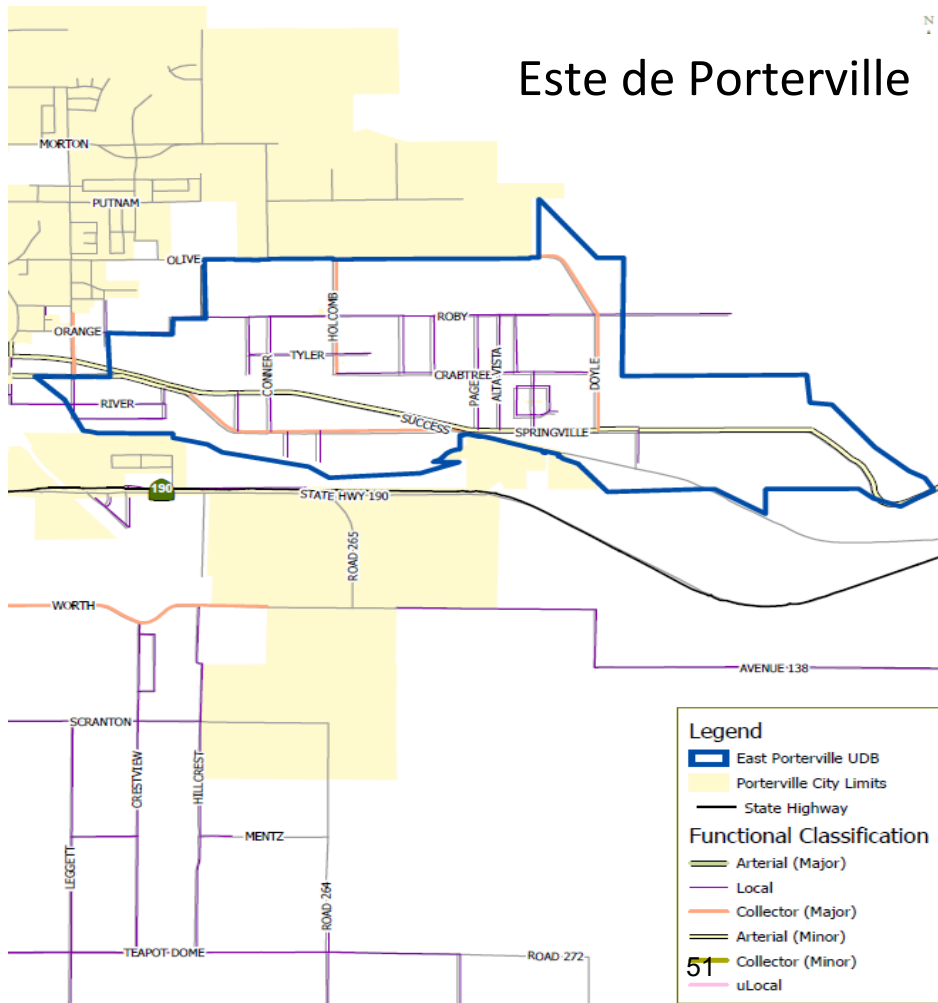 N
Este de Porterville
MORTON
PUTNAM
OLIVE
HOLCOMB
ROBY
ORANGE
TYLER
CONNER
CRABTREE
PAGE
ALTA VISTA
DOYLE
RIVER
SUCCESS
SPRINGVILLE
190
STATE HWY 190
ROAD 265
WORTH
AVENUE 138
SCRANTON
CRESTVIEW
HILLCREST
MENTZ
LEGGETT
ROAD 264
TEAPOT DOME
ROAD 272
Legend
East Porterville UDB
Porterville City Limits
State Highway
Functional Classification
Arterial (Major)
Local
Collector (Major)
Arterial (Minor)
Collector (Minor)
51
uLocal